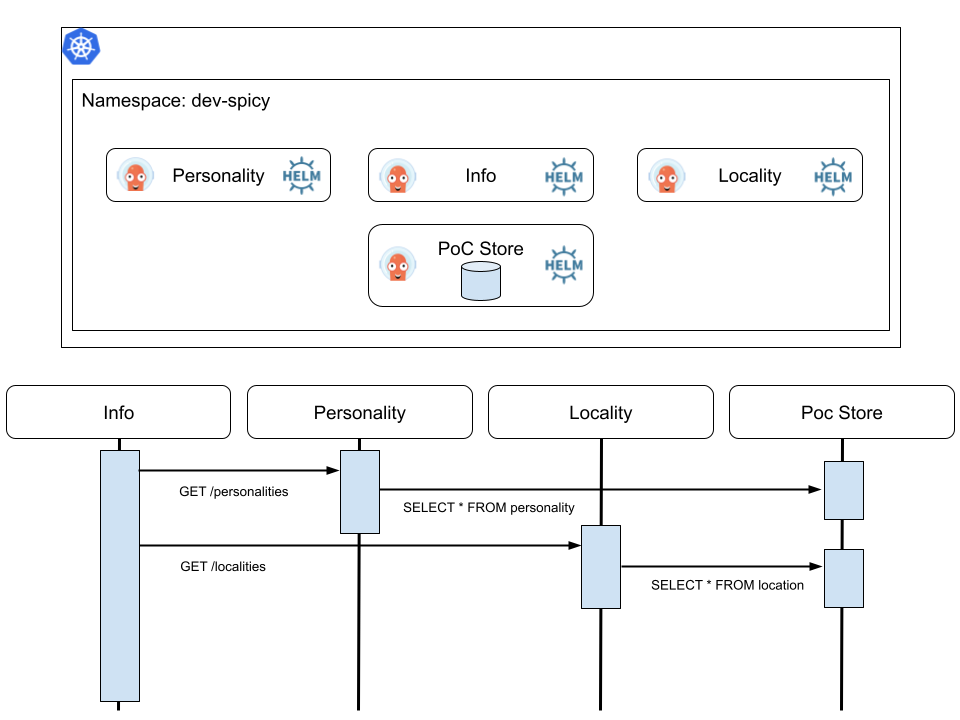 Namespace: dev-spicy
Personality
HELM
Info
HELM
Locality
HELM
PoC Store
HELM
Info
Personality
Locality
Poc Store
GET /personalities
SELECT * FROM personality
GET /localities
SELECT * FROM location